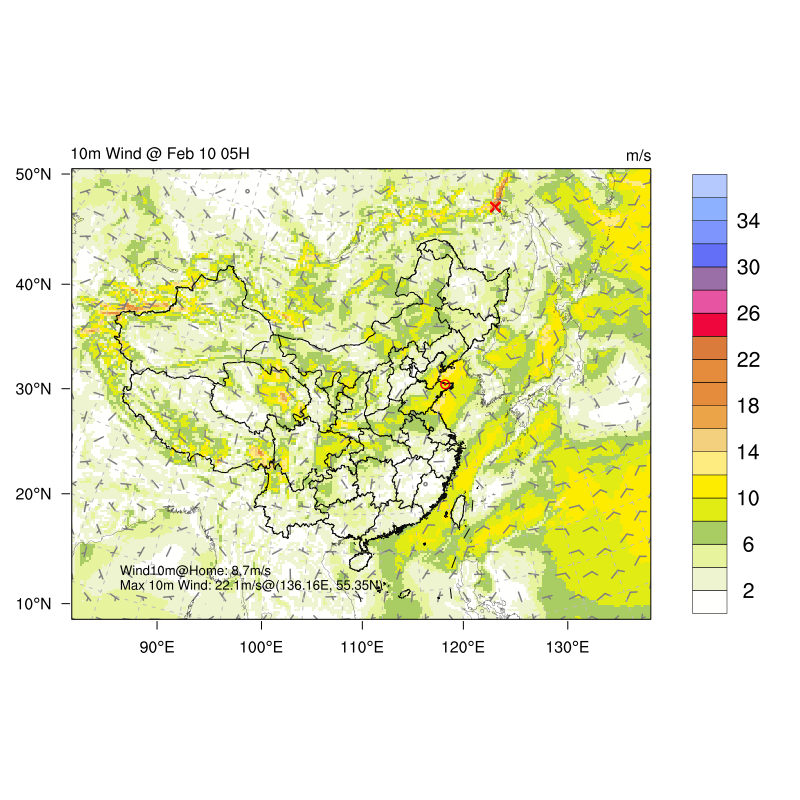 10m Wind @ Feb 10 05H
m/s
50°N
40°N
30°N
20°N
10°N
90°E
100°E
110°E
120°E
130°E
34
30
26
22
18
14
10
6
2
Wind10m@Home: 8.7m/s
Max 10m Wind: 22.1m/s@(136.16E, 55.35N)